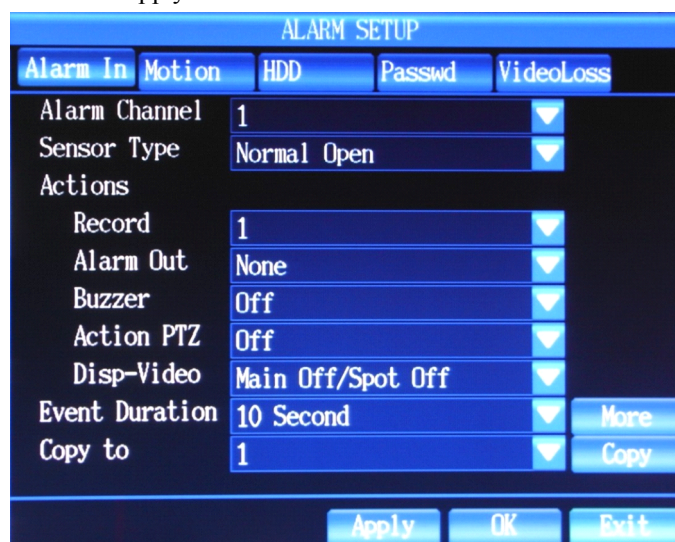 ALARM SETUP
Alarm In Motion HDD Passwd VideoLoss
Alarm Channel 1
Sensor Type Normal Open
Actions
Record 1
Alarm Out None
Buzzer Off
Action PTZ Off
Disp-Video Main Off/Spot Off
Event Duration 10 Second More
Copy to 1 Copy
Apply OK Exit